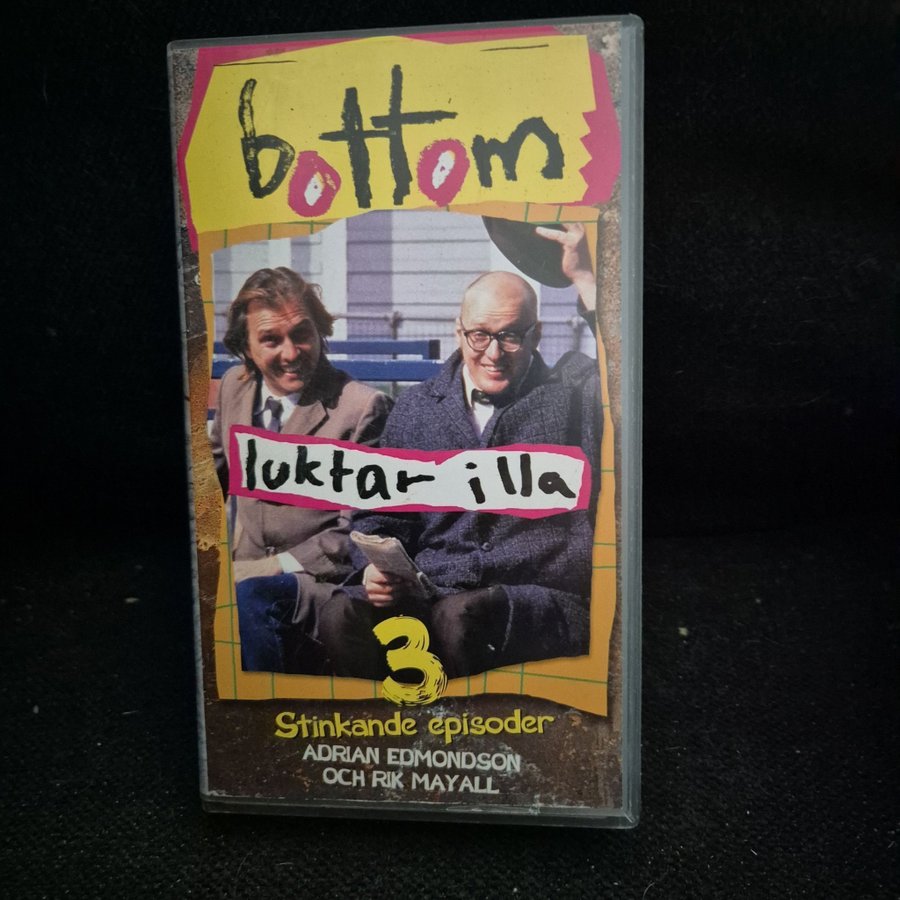 bottom
luktar illa
3
Stinkande episoder
ADRIAN EDMONDSON
OCH RIK MAYALL